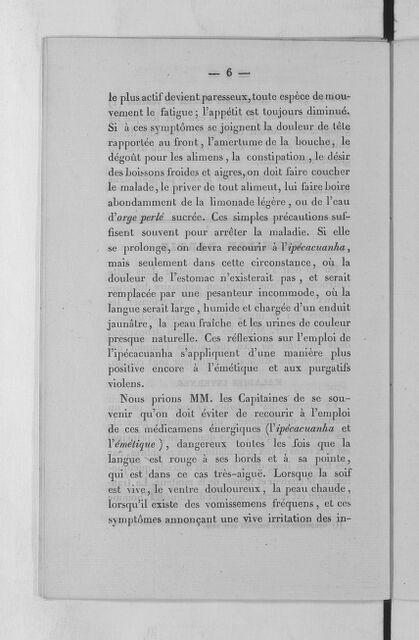 — 6 —
le plus actif devient paresseux, toute espèce de mou-
vement le fatigue ; l'appétit est toujours diminué.
Si à ces symptômes se joignent la douleur de tête
rapportée au front, l'amertume de la bouche, le
dégoût pour les alimens, la constipation, le désir
des boissons froides et aigres, on doit faire coucher
le malade, le priver de tout aliment, lui faire boire
abondamment de la limonade légère, ou de l'eau
d'orge perlé sucrée. Ces simples précautions suf-
fisent souvent pour arrêter la maladie. Si elle
se prolonge, on devra recourir à l'ipécacuanha,
mais seulement dans cette circonstance, où la
douleur de l'estomac n'existerait pas, et serait
remplacée par une pesanteur incommode, où la
langue serait large, humide et chargée d'un enduit
jaunâtre, la peau fraîche et les urines de couleur
presque naturelle. Ces réflexions sur l'emploi de
l'ipécacuanha s'appliquent d'une manière plus
positive encore à l'émétique et aux purgatifs
violens.
Nous prions MM. les Capitaines de se sou-
venir qu'on doit éviter de recourir à l'emploi
de ces médicamens énergiques (l'ipécacuanha et
l'émétique), dangereux toutes les fois que la
langue est rouge à ses bords et à sa pointe,
qui est dans ce cas très-aiguë. Lorsque la soif
est vive, le ventre douloureux, la peau chaude,
lorsqu'il existe des vomissemens fréquens, et ces
symptômes annonçant une vive irritation des in-